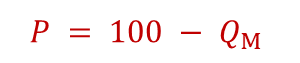 P = 100 − Q_M